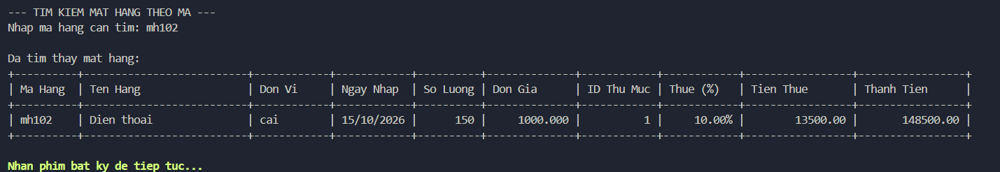 --- TIM KIEM MAT HANG THEO MA ---
Nhap ma hang can tim: mh102
Da tim thay mat hang:
+----------+--------------------------+------------+------------+----------+--------------+------------+------------+-----------------+-----------------+
| Ma Hang | Ten Hang | Don Vi | Ngay Nhap | So Luong | Don Gia | ID Thu Muc | Thue (%) | Tien Thue | Thanh Tien |
+----------+--------------------------+------------+------------+----------+--------------+------------+------------+-----------------+-----------------+
| mh102 | Dien thoai | cai | 15/10/2026 | 150 | 1000.000 | 1 | 10.00% | 13500.00 | 148500.00 |
+----------+--------------------------+------------+------------+----------+--------------+------------+------------+-----------------+-----------------+
Nhan phim bat ky de tiep tuc...